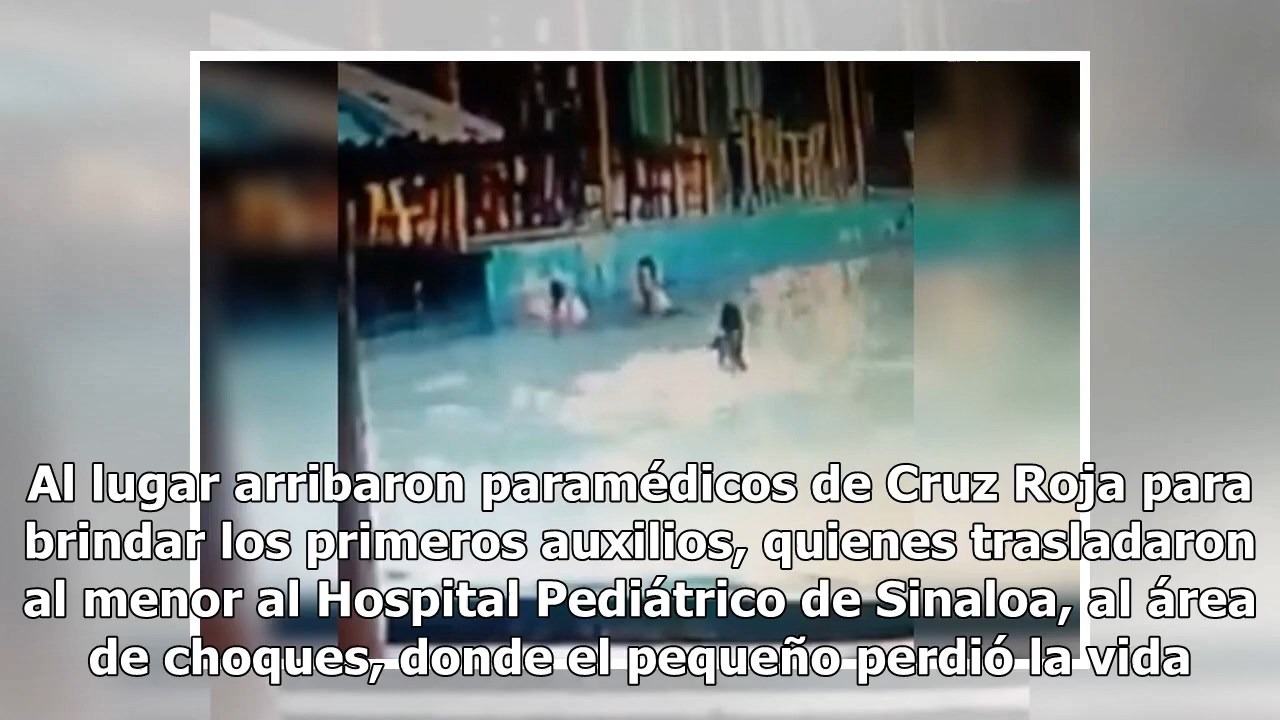 Al lugar arribaron paramédicos de Cruz Roja para
brindar los primeros auxilios, quienes trasladaron
al menor al Hospital Pediátrico de Sinaloa, al área
de choques, donde el pequeño perdió la vida